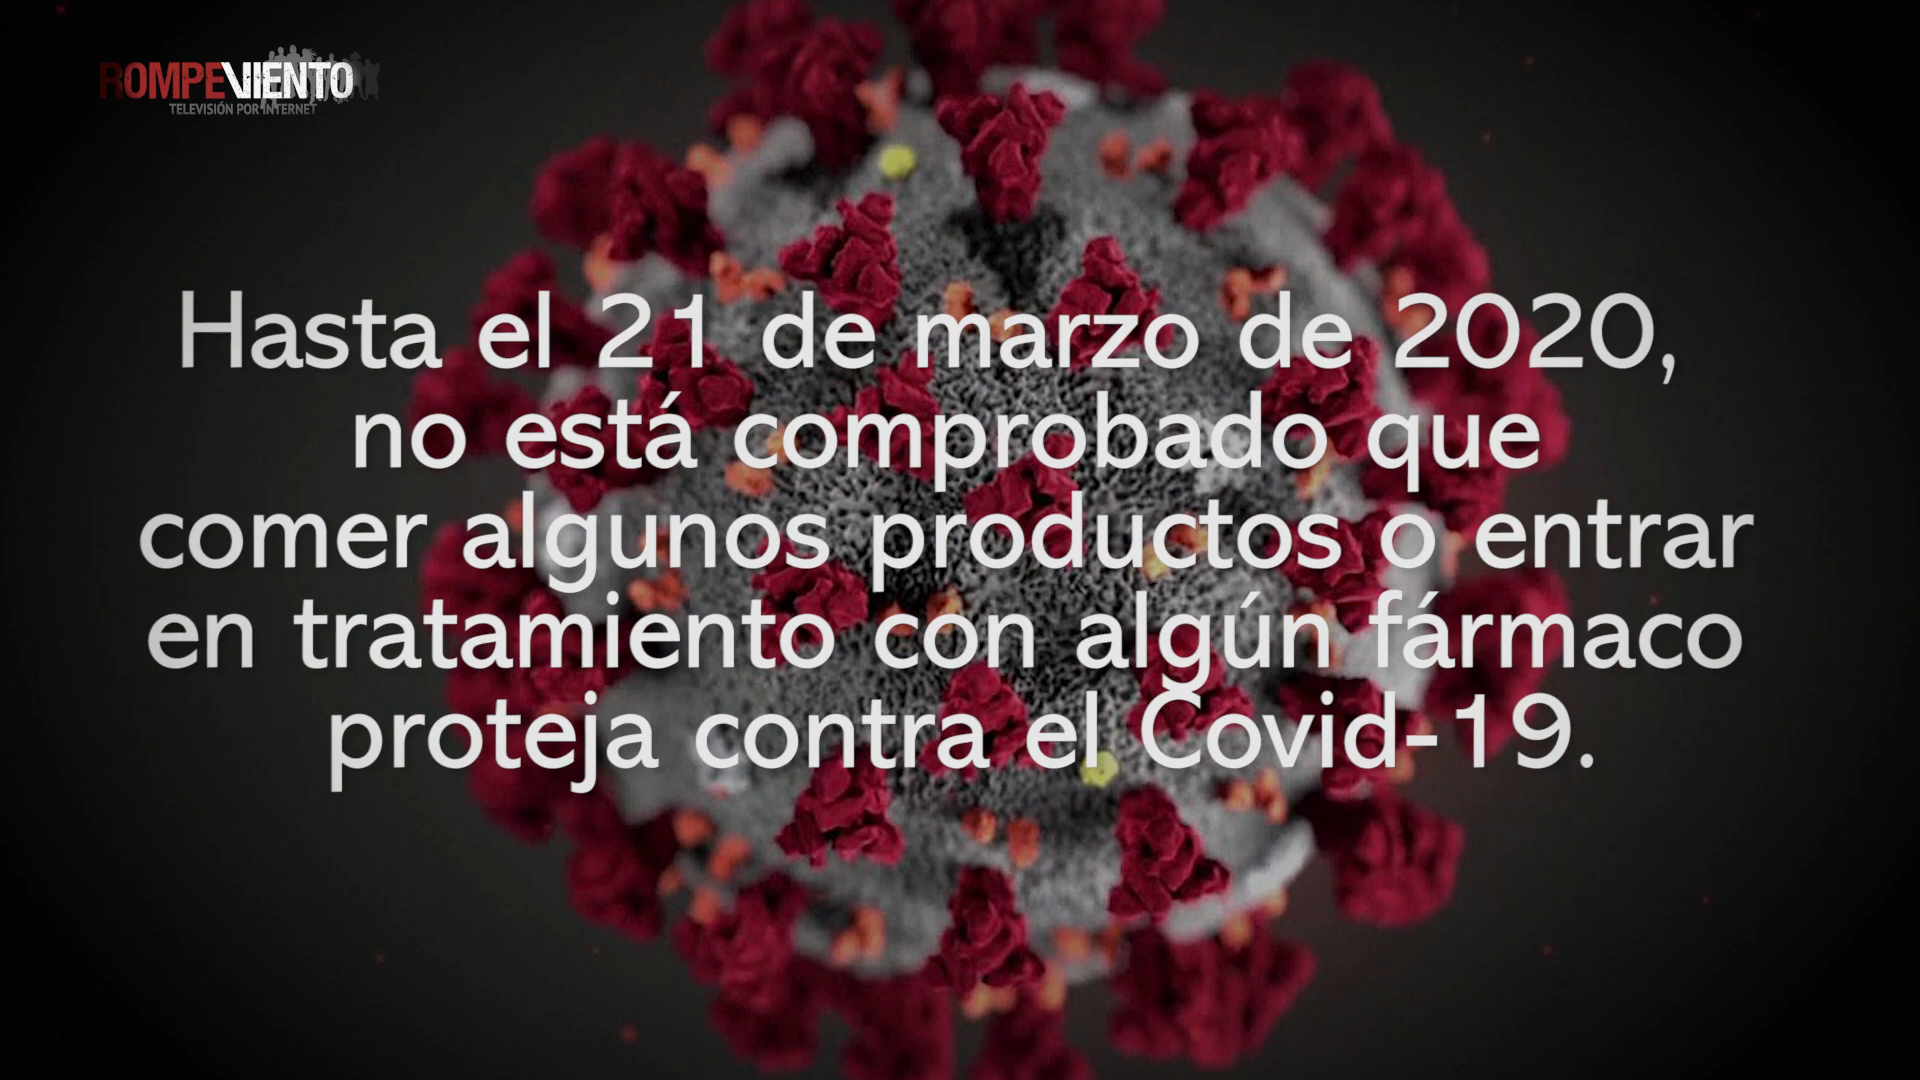 ROMPEVIENTO
TELEVISIÓN POR INTERNET
Hasta el 21 de marzo de 2020,
no está comprobado que
comer algunos productos o entrar
en tratamiento con algún fármaco
proteja contra el Covid-19.